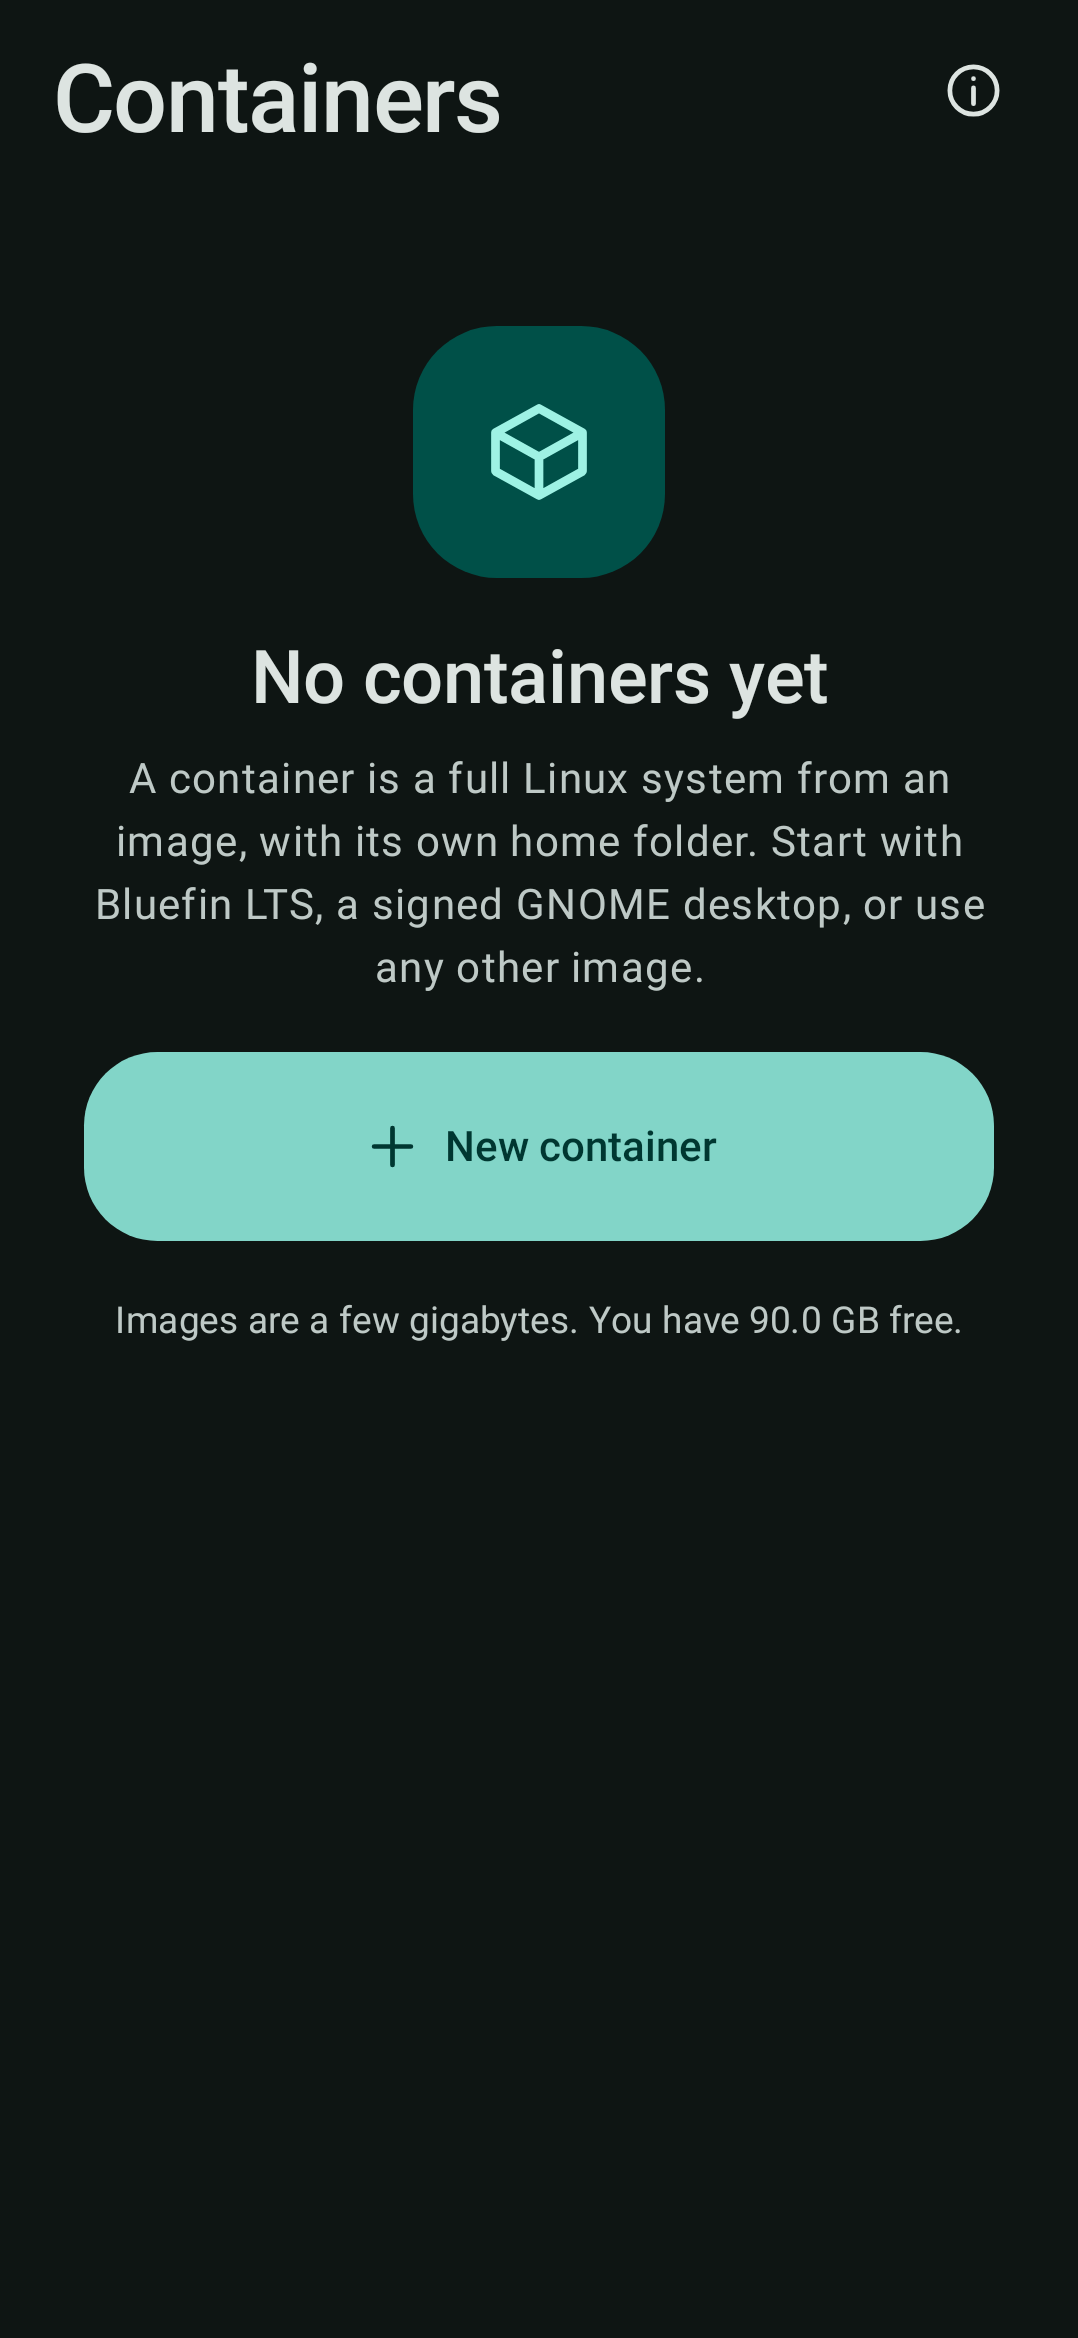 Containers
No containers yet
A container is a full Linux system from an
image, with its own home folder. Start with
Bluefin LTS, a signed GNOME desktop, or use
any other image.
New container
Images are a few gigabytes. You have 90.0 GB free.